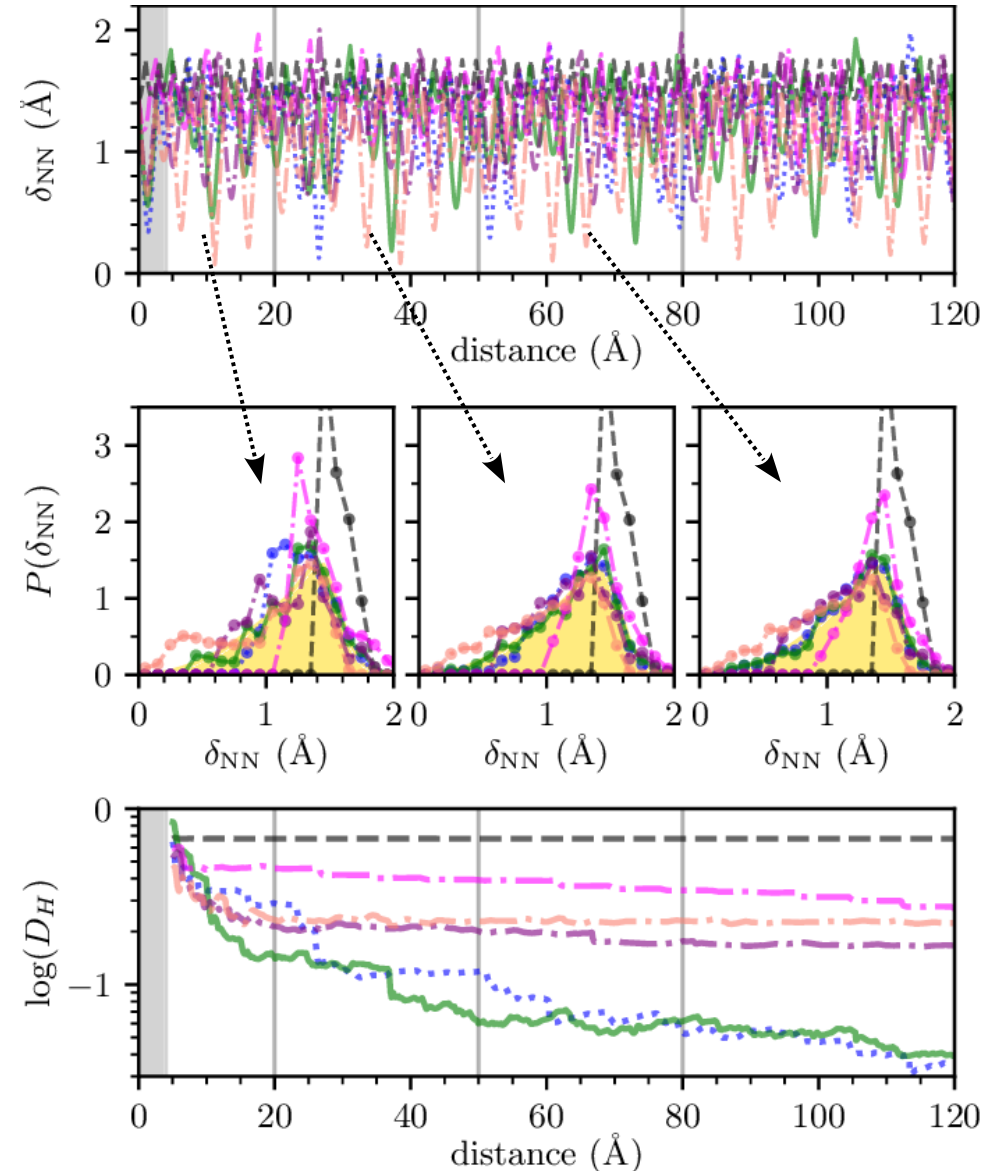 2
1
0
δNN (Å)
0 20 40 60 80 100 120
distance (Å)
3
2
1
0
P(δNN)
0 1 2 0 1 2 0 1 2
δNN (Å) δNN (Å) δNN (Å)
0
−1
log(DH)
0 20 40 60 80 100 120
distance (Å)